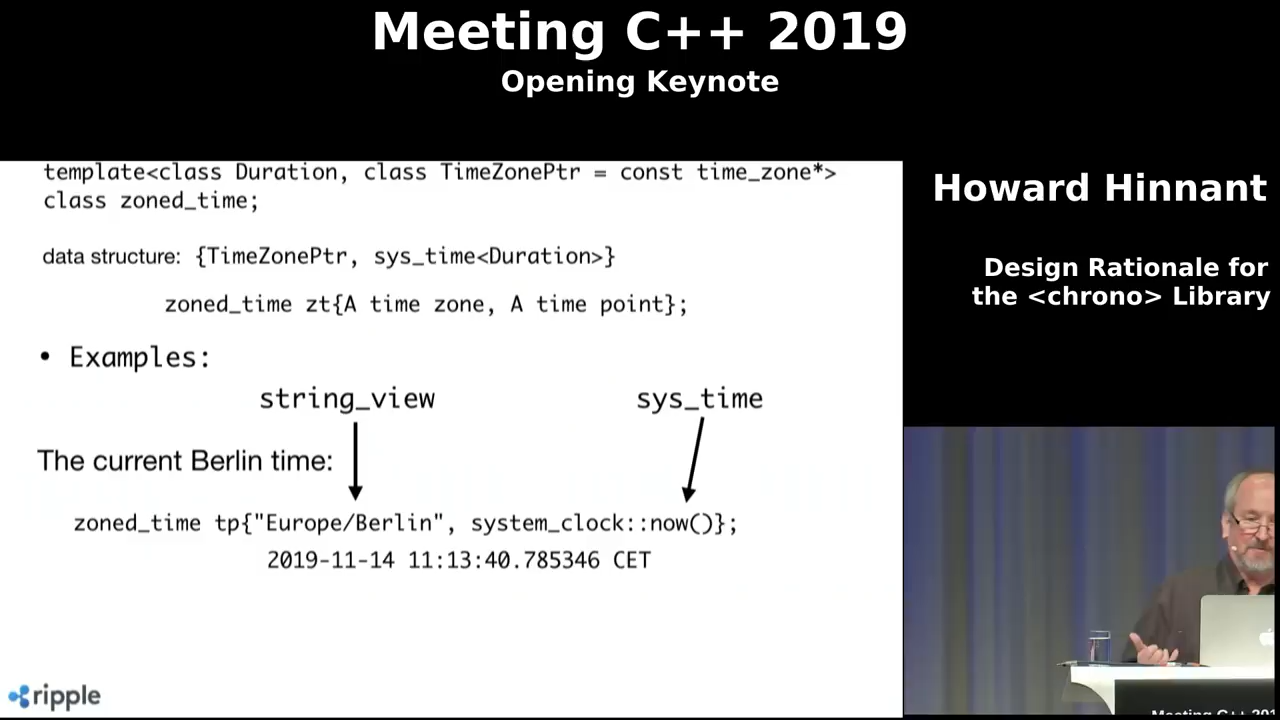 Meeting C++ 2019
Opening Keynote
template<class Duration, class TimeZonePtr = const time_zone*>
class zoned_time;
data structure: {TimeZonePtr, sys_time<Duration>}
zoned_time zt{A time zone, A time point};
• Examples:
string_view sys_time
The current Berlin time:
zoned_time tp{"Europe/Berlin", system_clock::now()};
2019-11-14 11:13:40.785346 CET
ripple
Howard Hinnant
Design Rationale for
the <chrono> Library
Meeting C++ 201